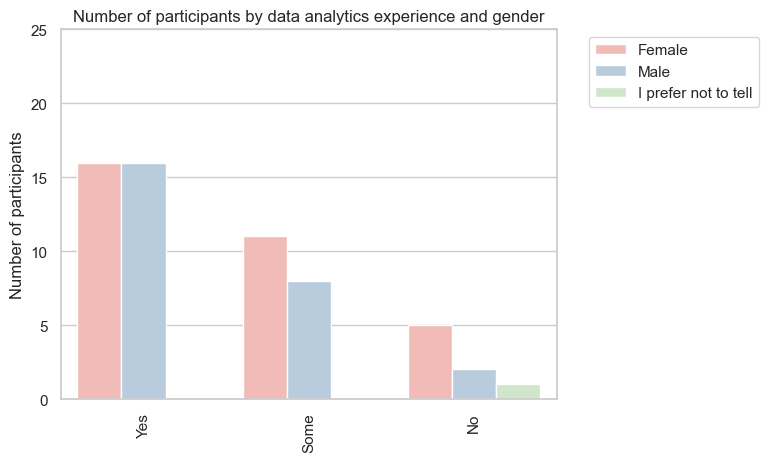 Number of participants by data analytics experience and gender
Number of participants
25
20
15
10
5
0
Yes
Some
No
Female
Male
I prefer not to tell